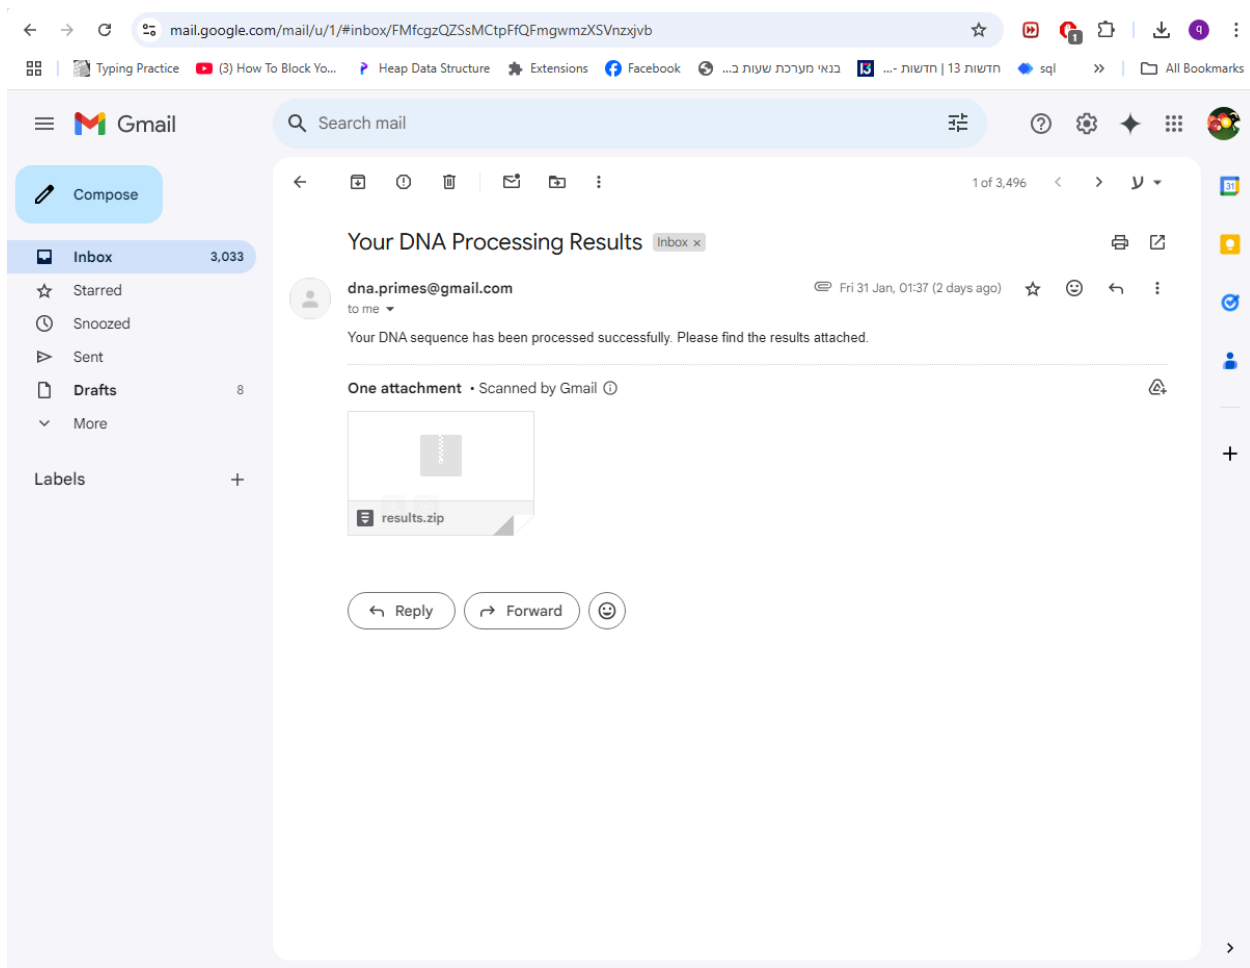 mail.google.com/mail/u/1/#inbox/FMfcgzQZSsMCtpFfQFmgwmzXSVnzxjvb
1
q
Typing Practice
(3) How To Block Yo...
Heap Data Structure
Extensions
Facebook
בנאי מערכת שעות ב...
חדשות 13 | חדשות -...
sql
All Bookmarks
Gmail
Search mail
Compose
1 of 3,496
ע
31
Your DNA Processing Results
Inbox ×
Inbox 3,033
Starred
Snoozed
Sent
Drafts 8
More
Labels
dna.primes@gmail.com
Fri 31 Jan, 01:37 (2 days ago)
to me
Your DNA sequence has been processed successfully. Please find the results attached.
One attachment • Scanned by Gmail
results.zip
Reply
Forward